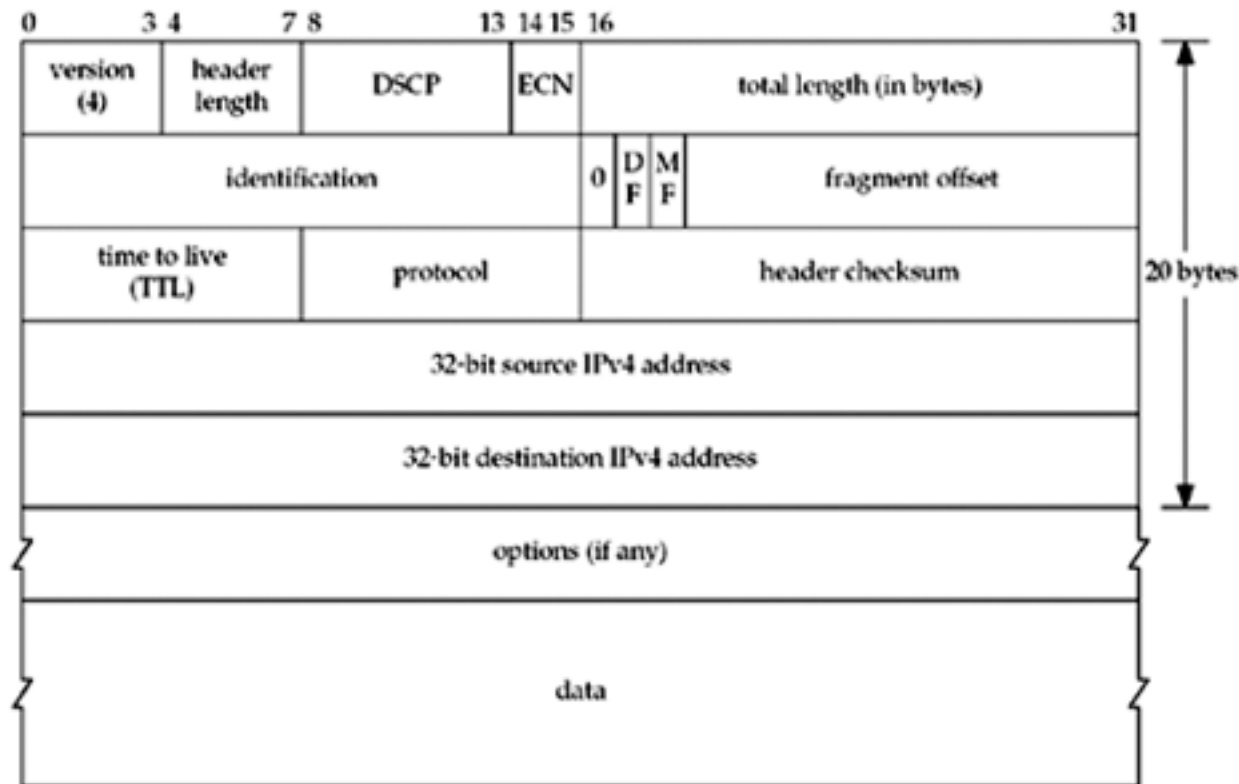 0 3 4 7 8 13 14 15 16 31
version (4) header length DSCP ECN total length (in bytes)
identification 0 DF MF fragment offset
time to live (TTL) protocol header checksum
20 bytes
32-bit source IPv4 address
32-bit destination IPv4 address
options (if any)
data